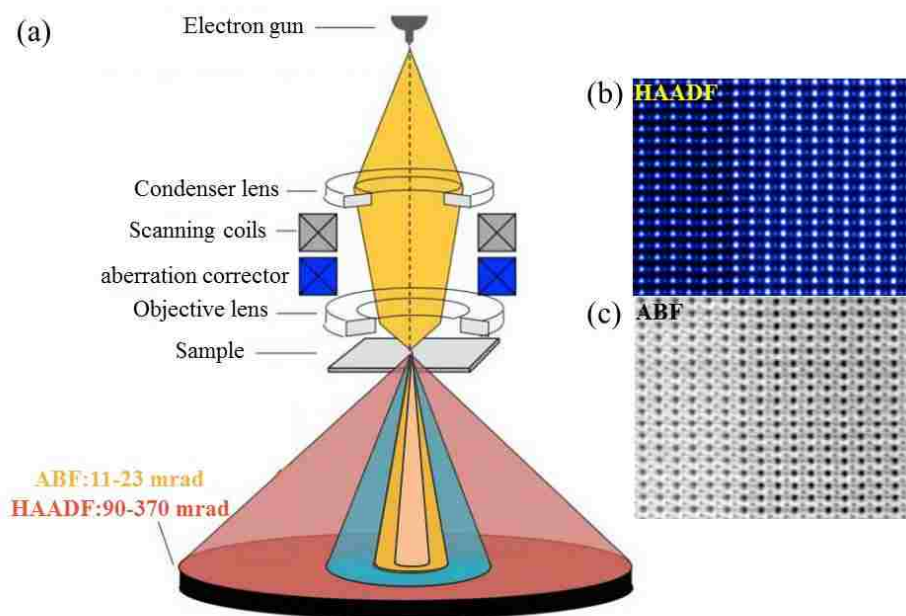 (a)
Electron gun
Condenser lens
Scanning coils
aberration corrector
Objective lens
Sample
ABF:11-23 mrad
HAADF:90-370 mrad
(b)
HAADF
(c)
ABF